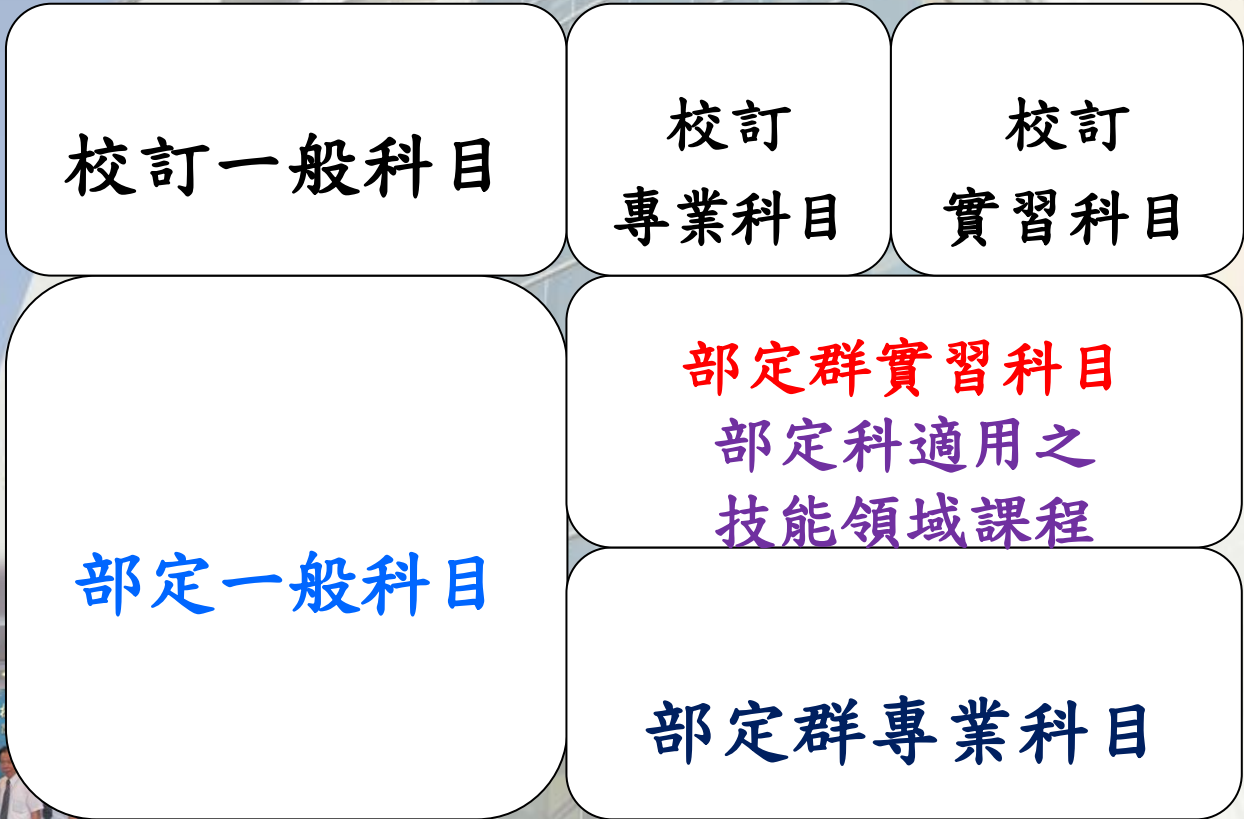 校訂一般科目
校訂
專業科目
校訂
實習科目
部定一般科目
部定群實習科目
部定科適用之
技能領域課程
部定群專業科目